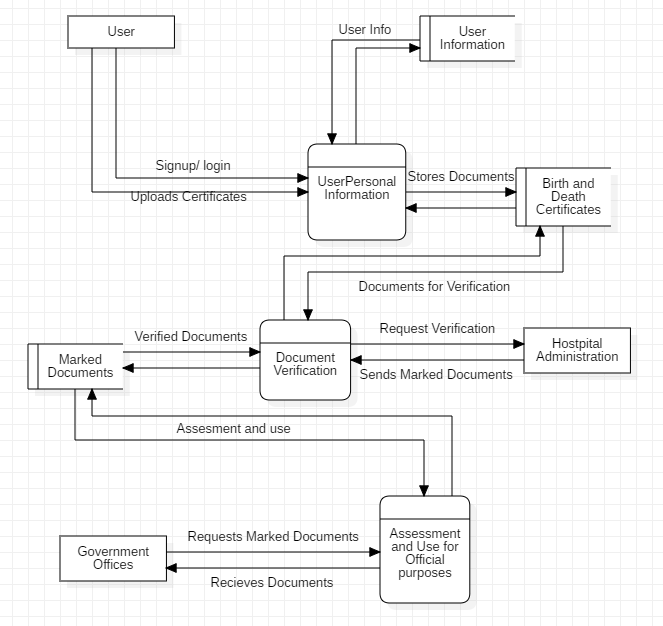 User
User Info
User
Information
Signup/ login
Uploads Certificates
UserPersonal
Information
Stores Documents
Birth and
Death
Certificates
Documents for Verification
Verified Documents
Marked
Documents
Document
Verification
Request Verification
Sends Marked Documents
Hostpital
Administration
Assesment and use
Government
Offices
Requests Marked Documents
Recieves Documents
Assessment
and Use for
Official
purposes